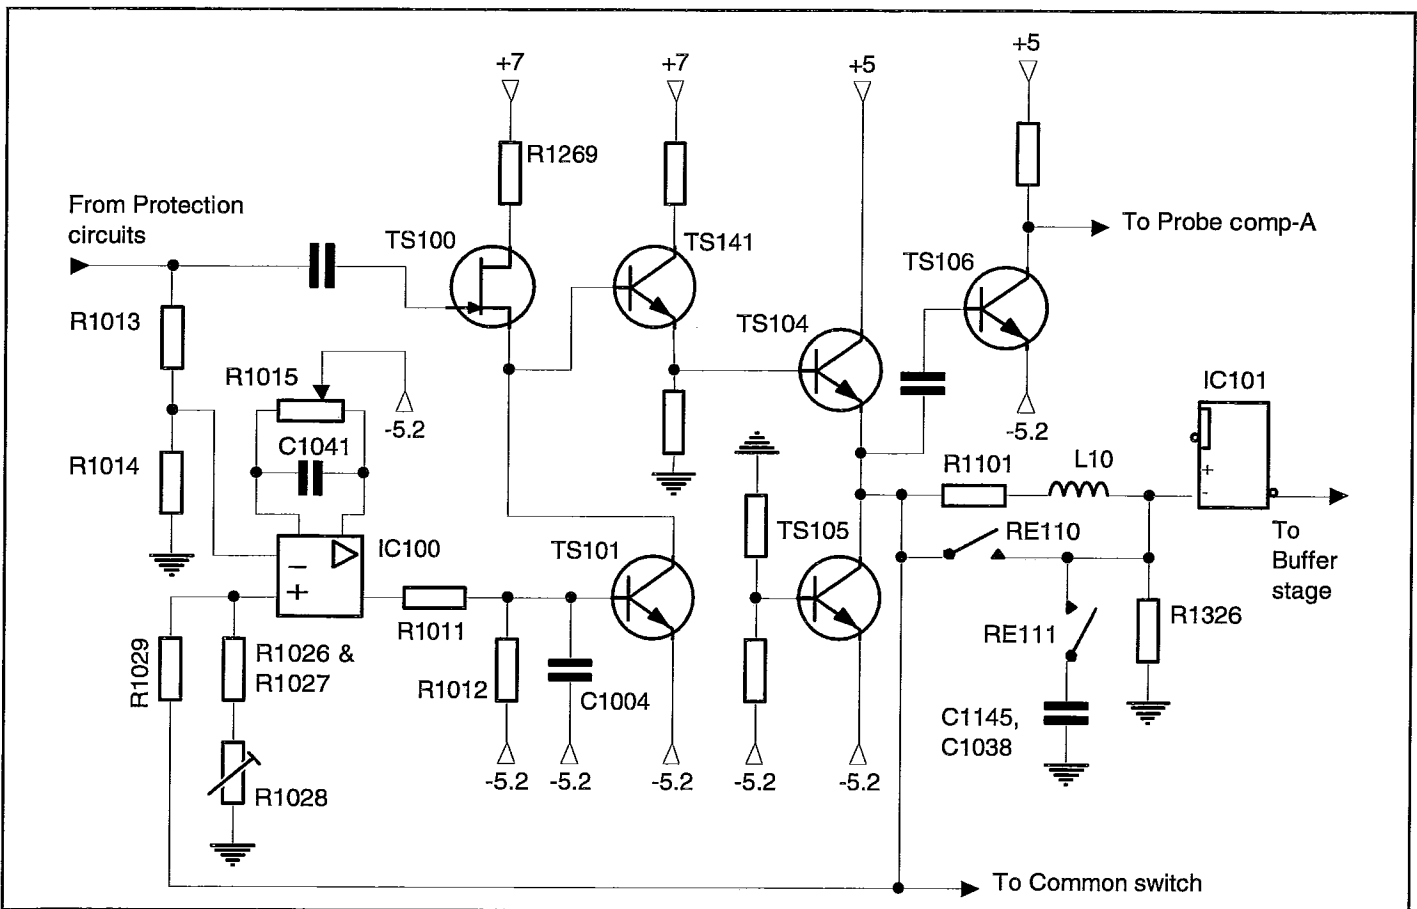 +7
+7
+5
+5
R1269
From Protection
circuits
TS100
TS141
To Probe comp-A
TS106
R1013
TS104
R1015
-5.2
C1041
IC101
-5.2
R1014
R1101
L10
+
-
TS101
TS105
RE110
IC100
−
+
To
Buffer
stage
R1011
R1029
R1026 &
R1027
R1012
C1004
RE111
R1326
C1145,
C1038
-5.2
-5.2
-5.2
-5.2
-5.2
R1028
To Common switch